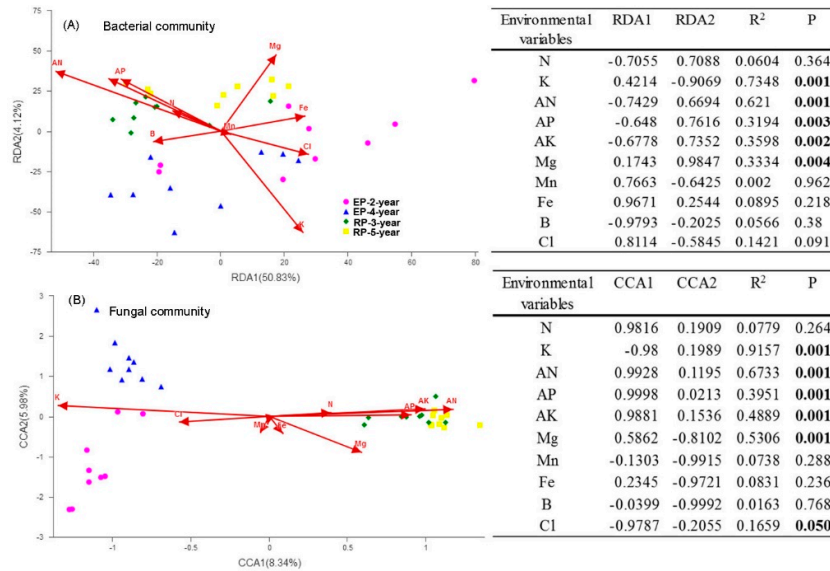 (A) Bacterial community
RDA2(4.12%)
75
50
25
0
-25
-50
-75
AN
AP
N
B
Mg
Fe
Mn
Cl
K
EP-2-year
EP-4-year
RP-3-year
RP-5-year
-40 -20 0 20 40 60 80
RDA1(50.83%)
Environmental variables RDA1 RDA2 R² P
N -0.7055 0.7088 0.0604 0.364
K 0.4214 -0.9069 0.7348 0.001
AN -0.7429 0.6694 0.621 0.001
AP -0.648 0.7616 0.3194 0.003
AK -0.6778 0.7352 0.3598 0.002
Mg 0.1743 0.9847 0.3334 0.004
Mn 0.7663 -0.6425 0.002 0.962
Fe 0.9671 0.2544 0.0895 0.218
B -0.9793 -0.2025 0.0566 0.38
Cl 0.8114 -0.5845 0.1421 0.091
(B) Fungal community
CCA2(5.98%)
3
2
1
0
-1
-2
-3
K
Cl
Mn
Fe
N
AP
AK
AN
Mg
-1 -0.5 0 0.5 1
CCA1(8.34%)
Environmental variables CCA1 CCA2 R² P
N 0.9816 0.1909 0.0779 0.264
K -0.98 0.1989 0.9157 0.001
AN 0.9928 0.1195 0.6733 0.001
AP 0.9998 0.0213 0.3951 0.001
AK 0.9881 0.1536 0.4889 0.001
Mg 0.5862 -0.8102 0.5306 0.001
Mn -0.1303 -0.9915 0.0738 0.288
Fe 0.2345 -0.9721 0.0831 0.236
B -0.0399 -0.9992 0.0163 0.768
Cl -0.9787 -0.2055 0.1659 0.050